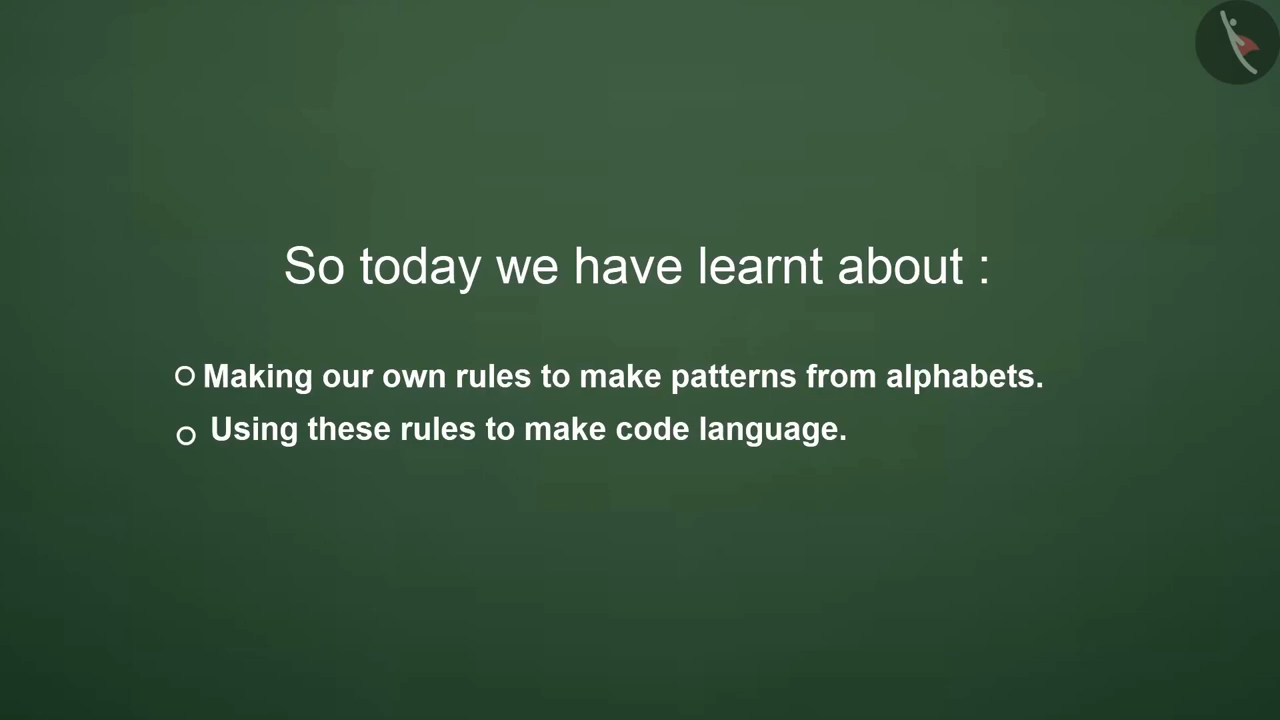 So today we have learnt about :
Making our own rules to make patterns from alphabets.
Using these rules to make code language.